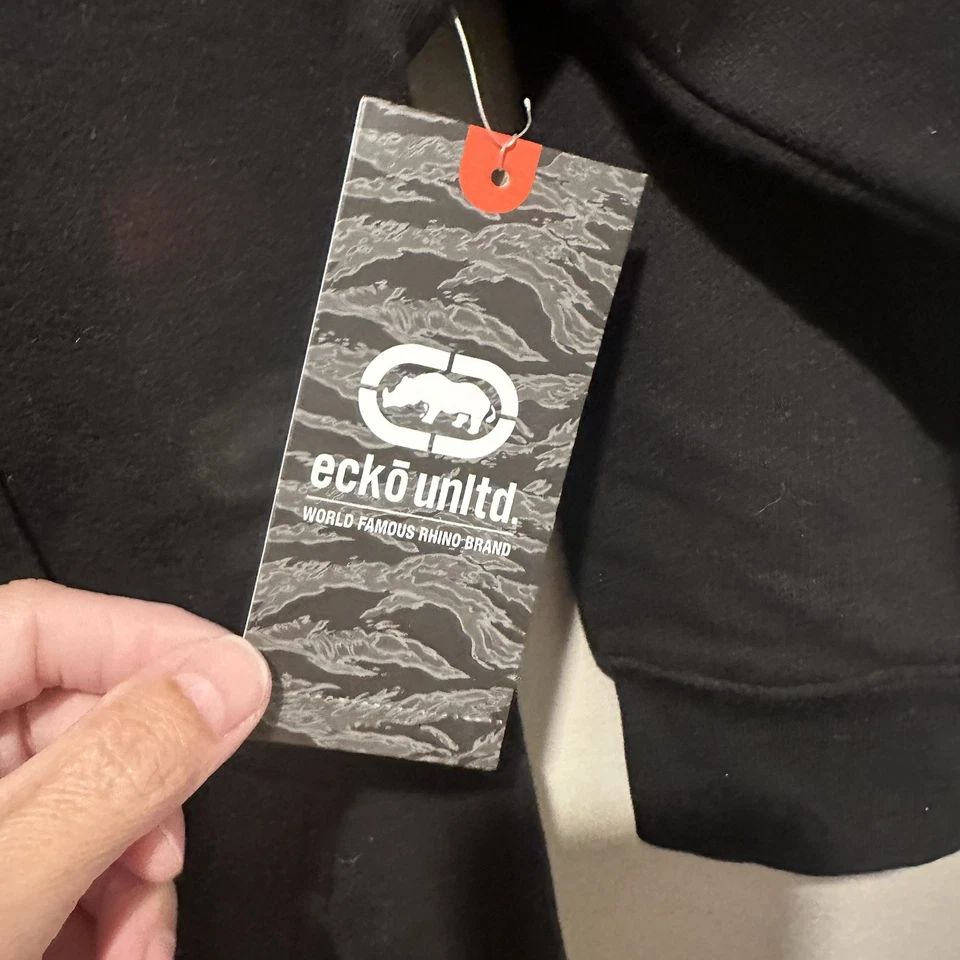 eckō unltd.
WORLD FAMOUS RHINO BRAND